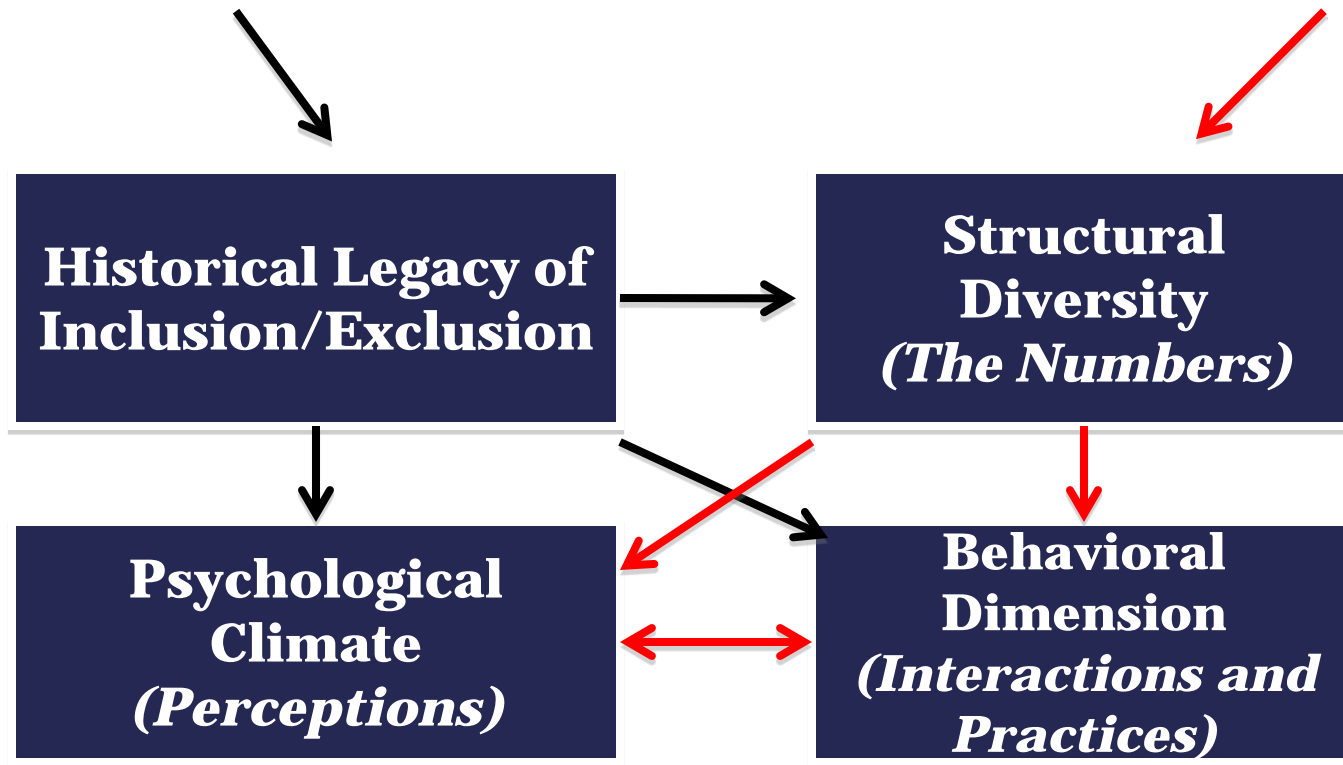 Historical Legacy of
Inclusion/Exclusion
Structural
Diversity
(The Numbers)
Psychological
Climate
(Perceptions)
Behavioral
Dimension
(Interactions and
Practices)